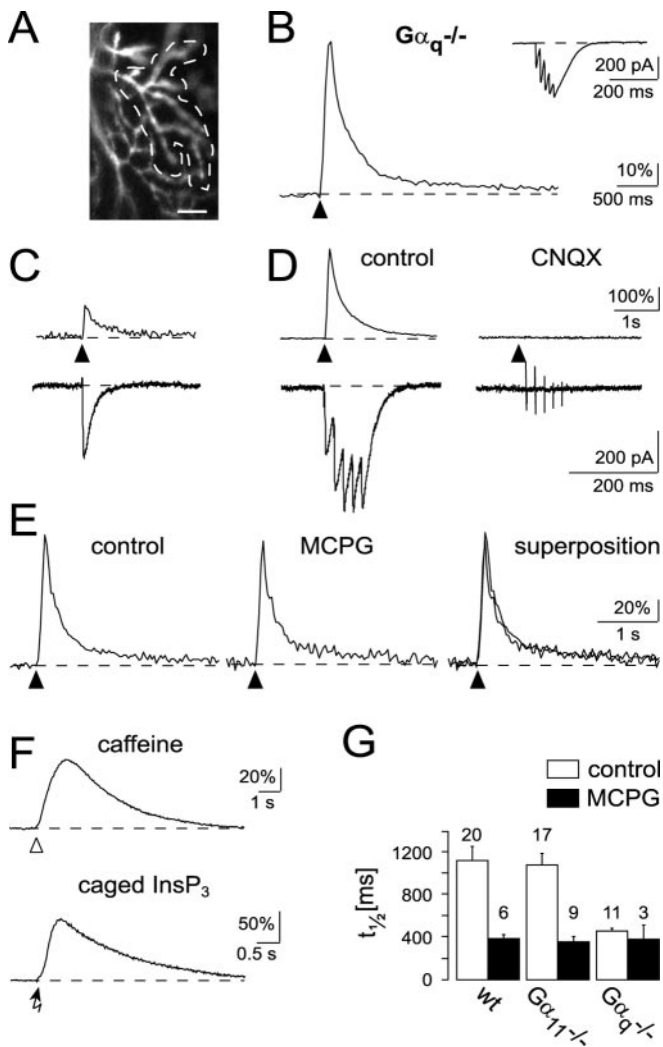 A
B
Gαq-/-
200 pA
200 ms
10%
500 ms
C
D
control
CNQX
100%
1s
200 pA
200 ms
E
control
MCPG
superposition
20%
1 s
F
caffeine
20%
1 s
caged InsP3
50%
0.5 s
G
control
MCPG
t½[ms]
1200
800
400
0
20
6
17
9
11
3
wt
Gα11-/-
Gαq-/-